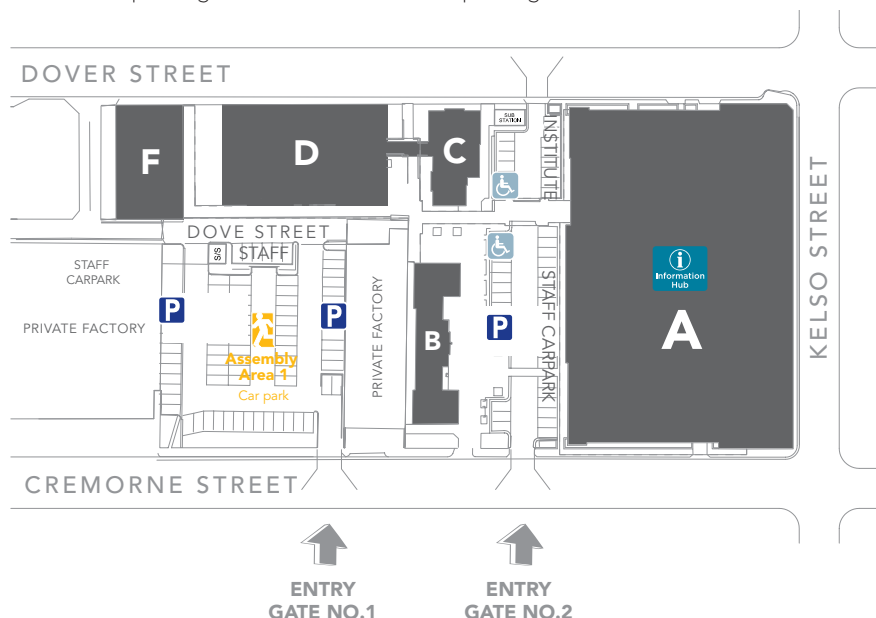 DOVER STREET
SUB
STATION
INSTITUTE
F
D
C
KELSO STREET
DOVE STREET
S/S
STAFF
STAFF
CARPARK
PRIVATE FACTORY
P
P
PRIVATE FACTORY
B
P
STAFF CARPARK
i
Information
Hub
A
Assembly
Area 1
Car park
CREMORNE STREET
ENTRY
GATE NO.1
ENTRY
GATE NO.2